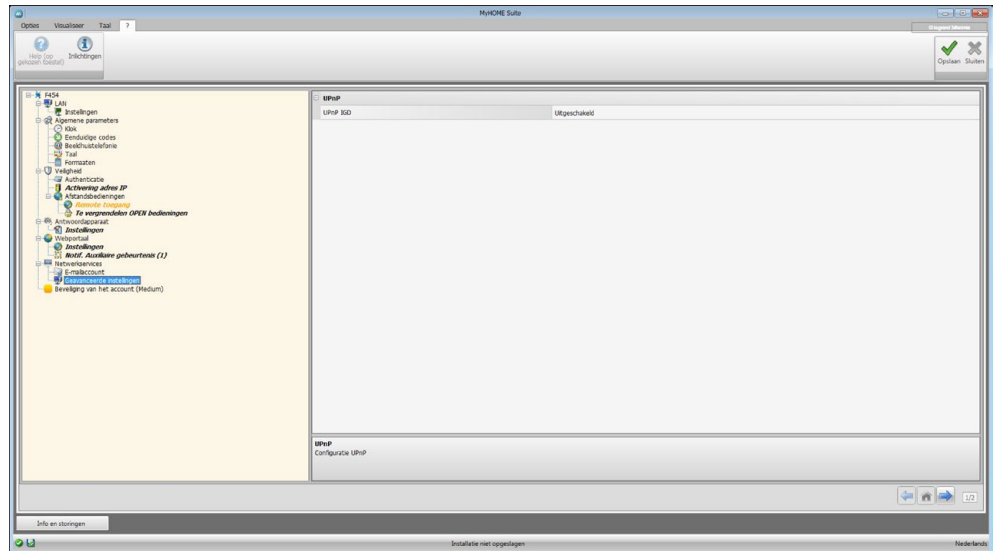 MyHOME Suite
Opties Visualiseer Taal ?
Help (op gekozen toestel)
Inlichtingen
Opslaan Sluiten
F454
LAN
Instellingen
Algemene parameters
Klok
Eenduidige codes
Beeldhuistelefonie
Taal
Formaaten
Veiligheid
Authenticatie
Activering adres IP
Afstandsbedieningen
Remote toegang
Te vergrendelen OPEN bedieningen
Antwoordapparaat
Instellingen
Webportaal
Instellingen
Notif. Auxiliaire gebeurtenis (1)
Netwerkservices
E-mailaccount
Geavanceerde instellingen
Beveiliging van het account (Medium)
UPnP
UPnP IGD Uitgeschakeld
UPnP
Configuratie UPnP
1/2
Info en storingen
Installatie niet opgeslagen
Nederlands